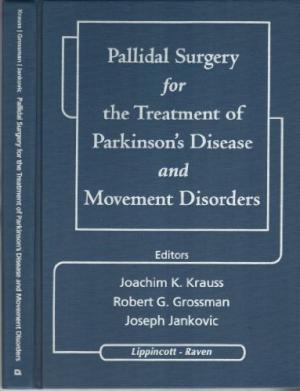 Krauss | Grossman | Jankovic Pallidal Surgery for the Treatment of Parkinson's Disease and Movement Disorders
Pallidal Surgery
for
the Treatment of
Parkinson's Disease
and
Movement Disorders
Editors
Joachim K. Krauss
Robert G. Grossman
Joseph Jankovic
Lippincott - Raven